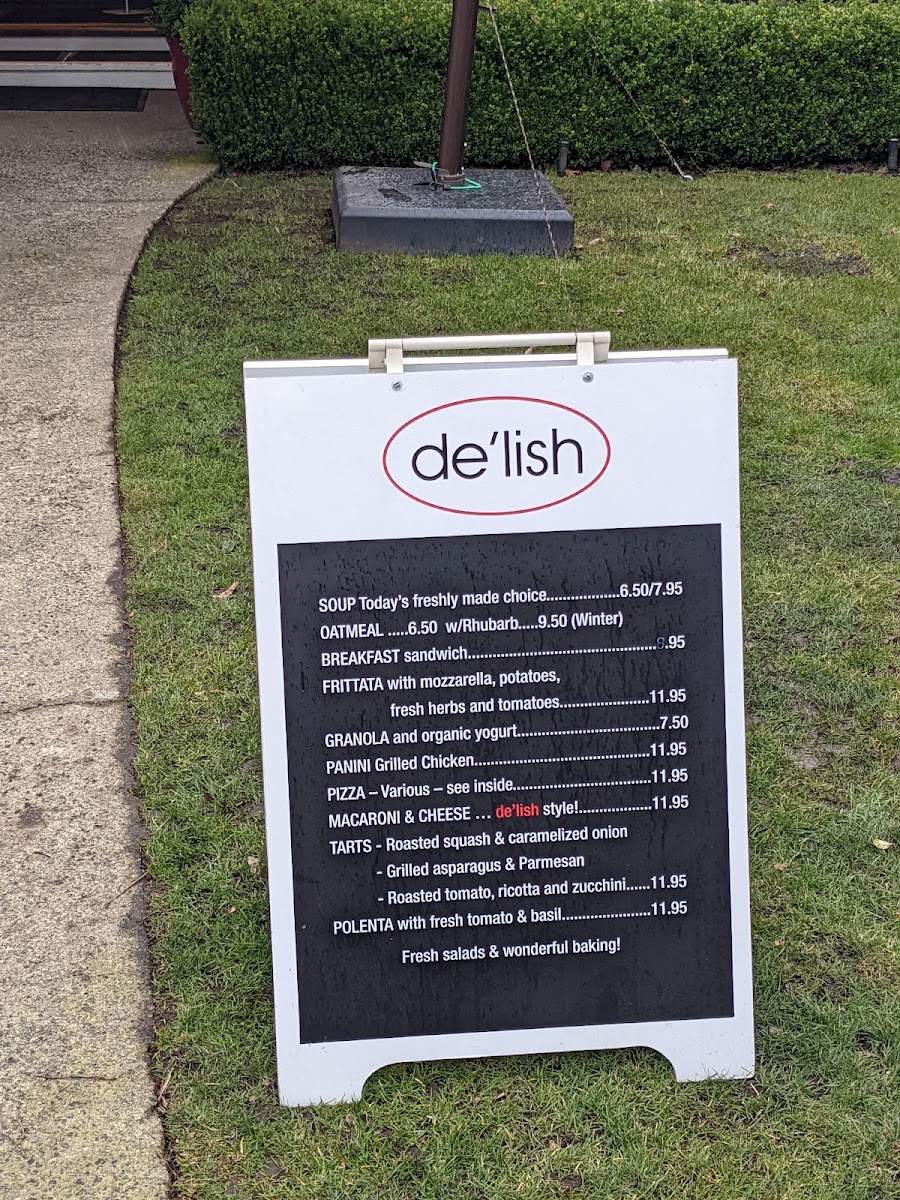 de'lish
SOUP Today's freshly made choice..................6.50/7.95
OATMEAL .....6.50 w/Rhubarb.....9.50 (Winter)
BREAKFAST sandwich..............................................8.95
FRITTATA with mozzarella, potatoes,
fresh herbs and tomatoes......................11.95
GRANOLA and organic yogurt...................................7.50
PANINI Grilled Chicken...........................................11.95
PIZZA – Various – see inside..................................11.95
MACARONI & CHEESE ... de'lish style!..................11.95
TARTS - Roasted squash & caramelized onion
- Grilled asparagus & Parmesan
- Roasted tomato, ricotta and zucchini......11.95
POLENTA with fresh tomato & basil......................11.95
Fresh salads & wonderful baking!